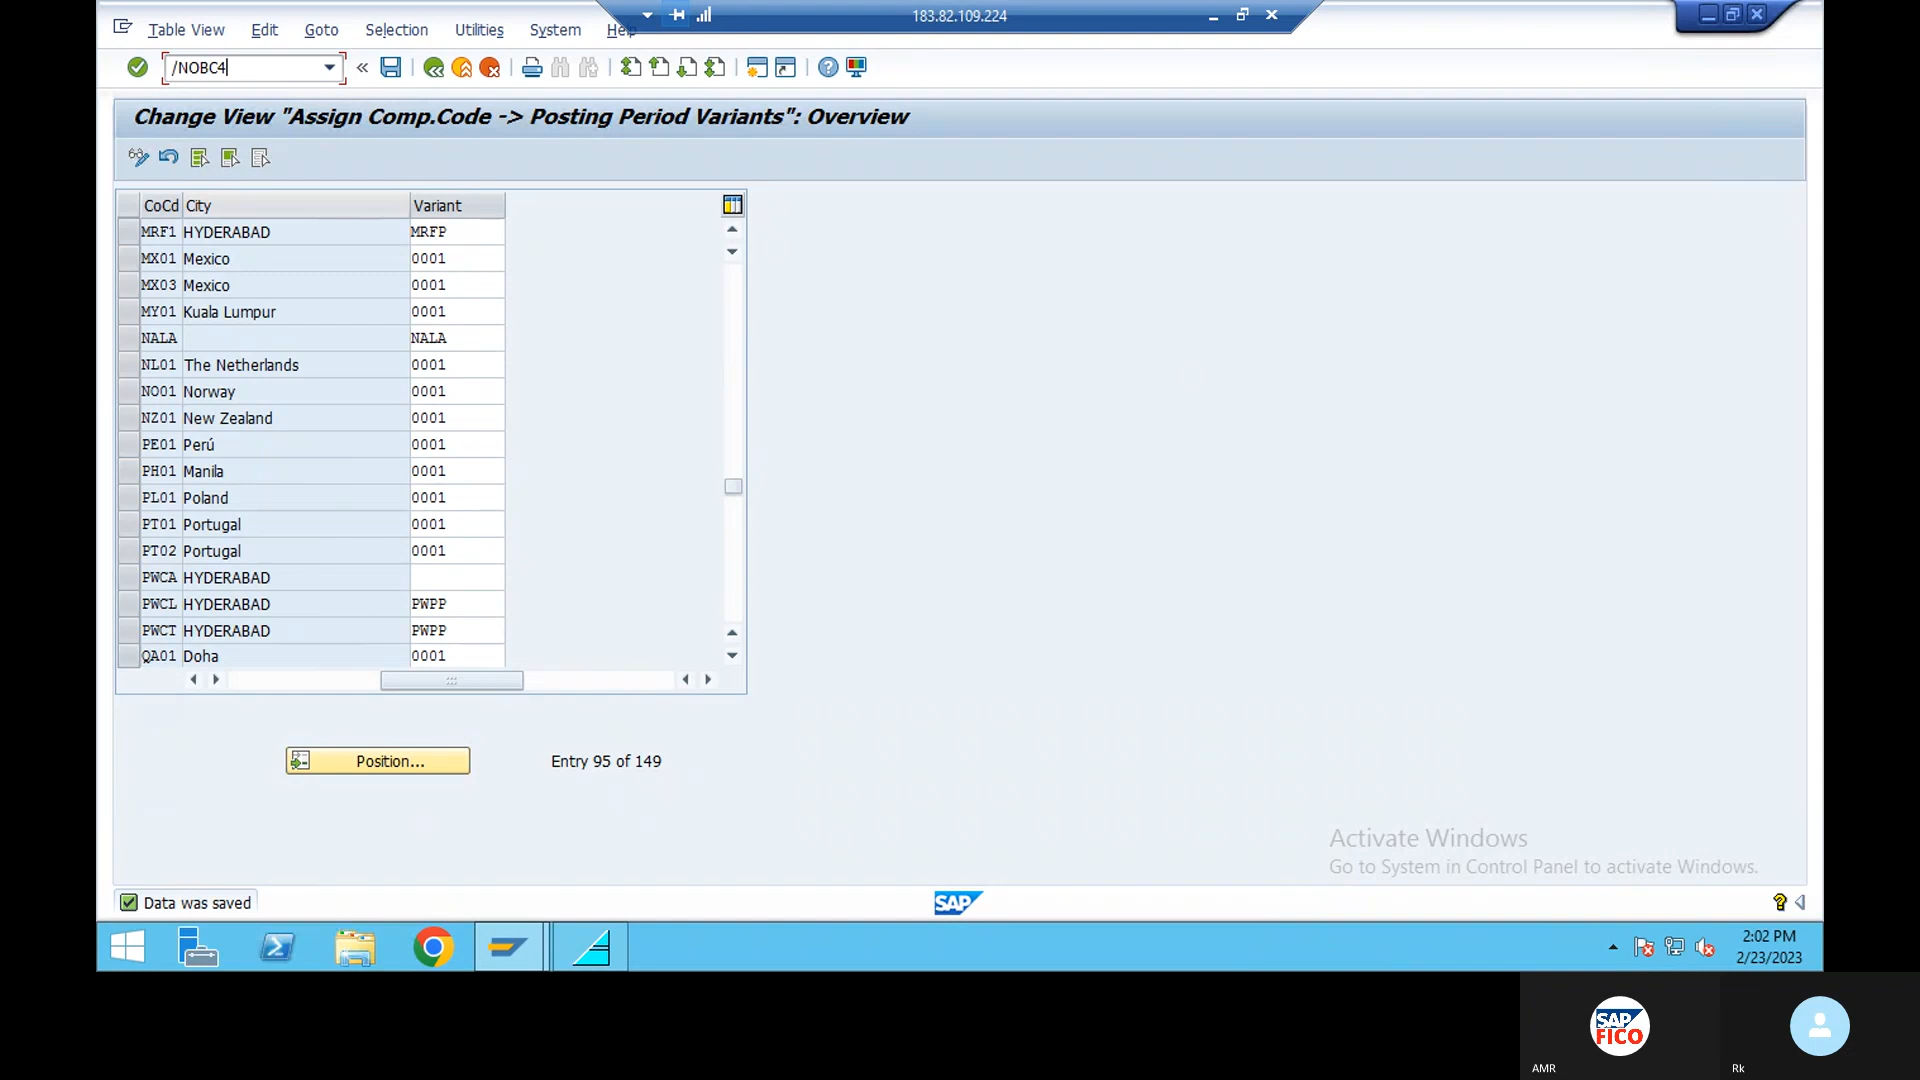 183.82.109.224
Table View Edit Goto Selection Utilities System Help
/NOBC4
Change View "Assign Comp.Code -> Posting Period Variants": Overview
CoCd City Variant
MRF1 HYDERABAD MRFP
MX01 Mexico 0001
MX03 Mexico 0001
MY01 Kuala Lumpur 0001
NALA NALA
NL01 The Netherlands 0001
NO01 Norway 0001
NZ01 New Zealand 0001
PE01 Perú 0001
PH01 Manila 0001
PL01 Poland 0001
PT01 Portugal 0001
PT02 Portugal 0001
PWCA HYDERABAD
PWCL HYDERABAD PWPP
PWCT HYDERABAD PWPP
QA01 Doha 0001
Position... Entry 95 of 149
Activate Windows
Go to System in Control Panel to activate Windows.
Data was saved
SAP
2:02 PM
2/23/2023
SAP
FICO
AMR
Rk